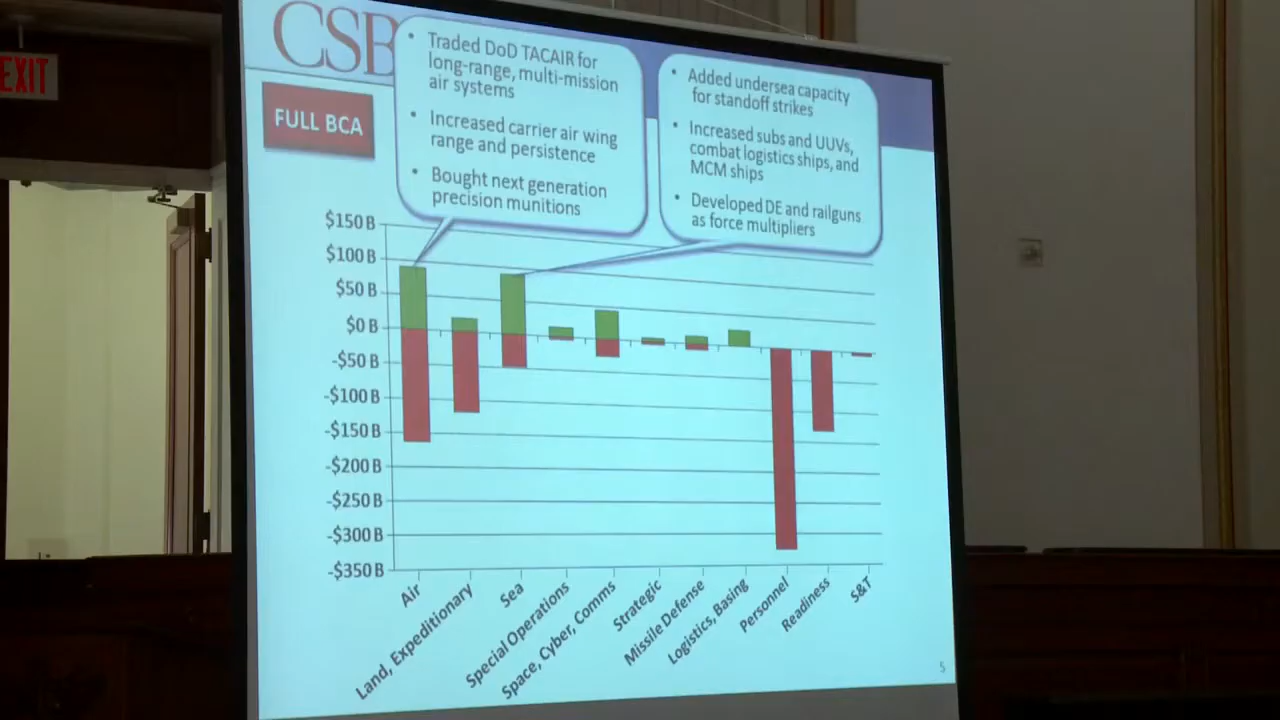 EXIT
CSB
FULL BCA
• Traded DoD TACAIR for
long-range, multi-mission
air systems
• Increased carrier air wing
range and persistence
• Bought next generation
precision munitions
• Added undersea capacity
for standoff strikes
• Increased subs and UUVs,
combat logistics ships, and
MCM ships
• Developed DE and railguns
as force multipliers
$150 B
$100 B
$50 B
$0 B
-$50 B
-$100 B
-$150 B
-$200 B
-$250 B
-$300 B
-$350 B
Air
Land, Expeditionary
Sea
Special Operations
Space, Cyber, Comms
Strategic
Missile Defense
Logistics, Basing
Personnel
Readiness
S&T
5